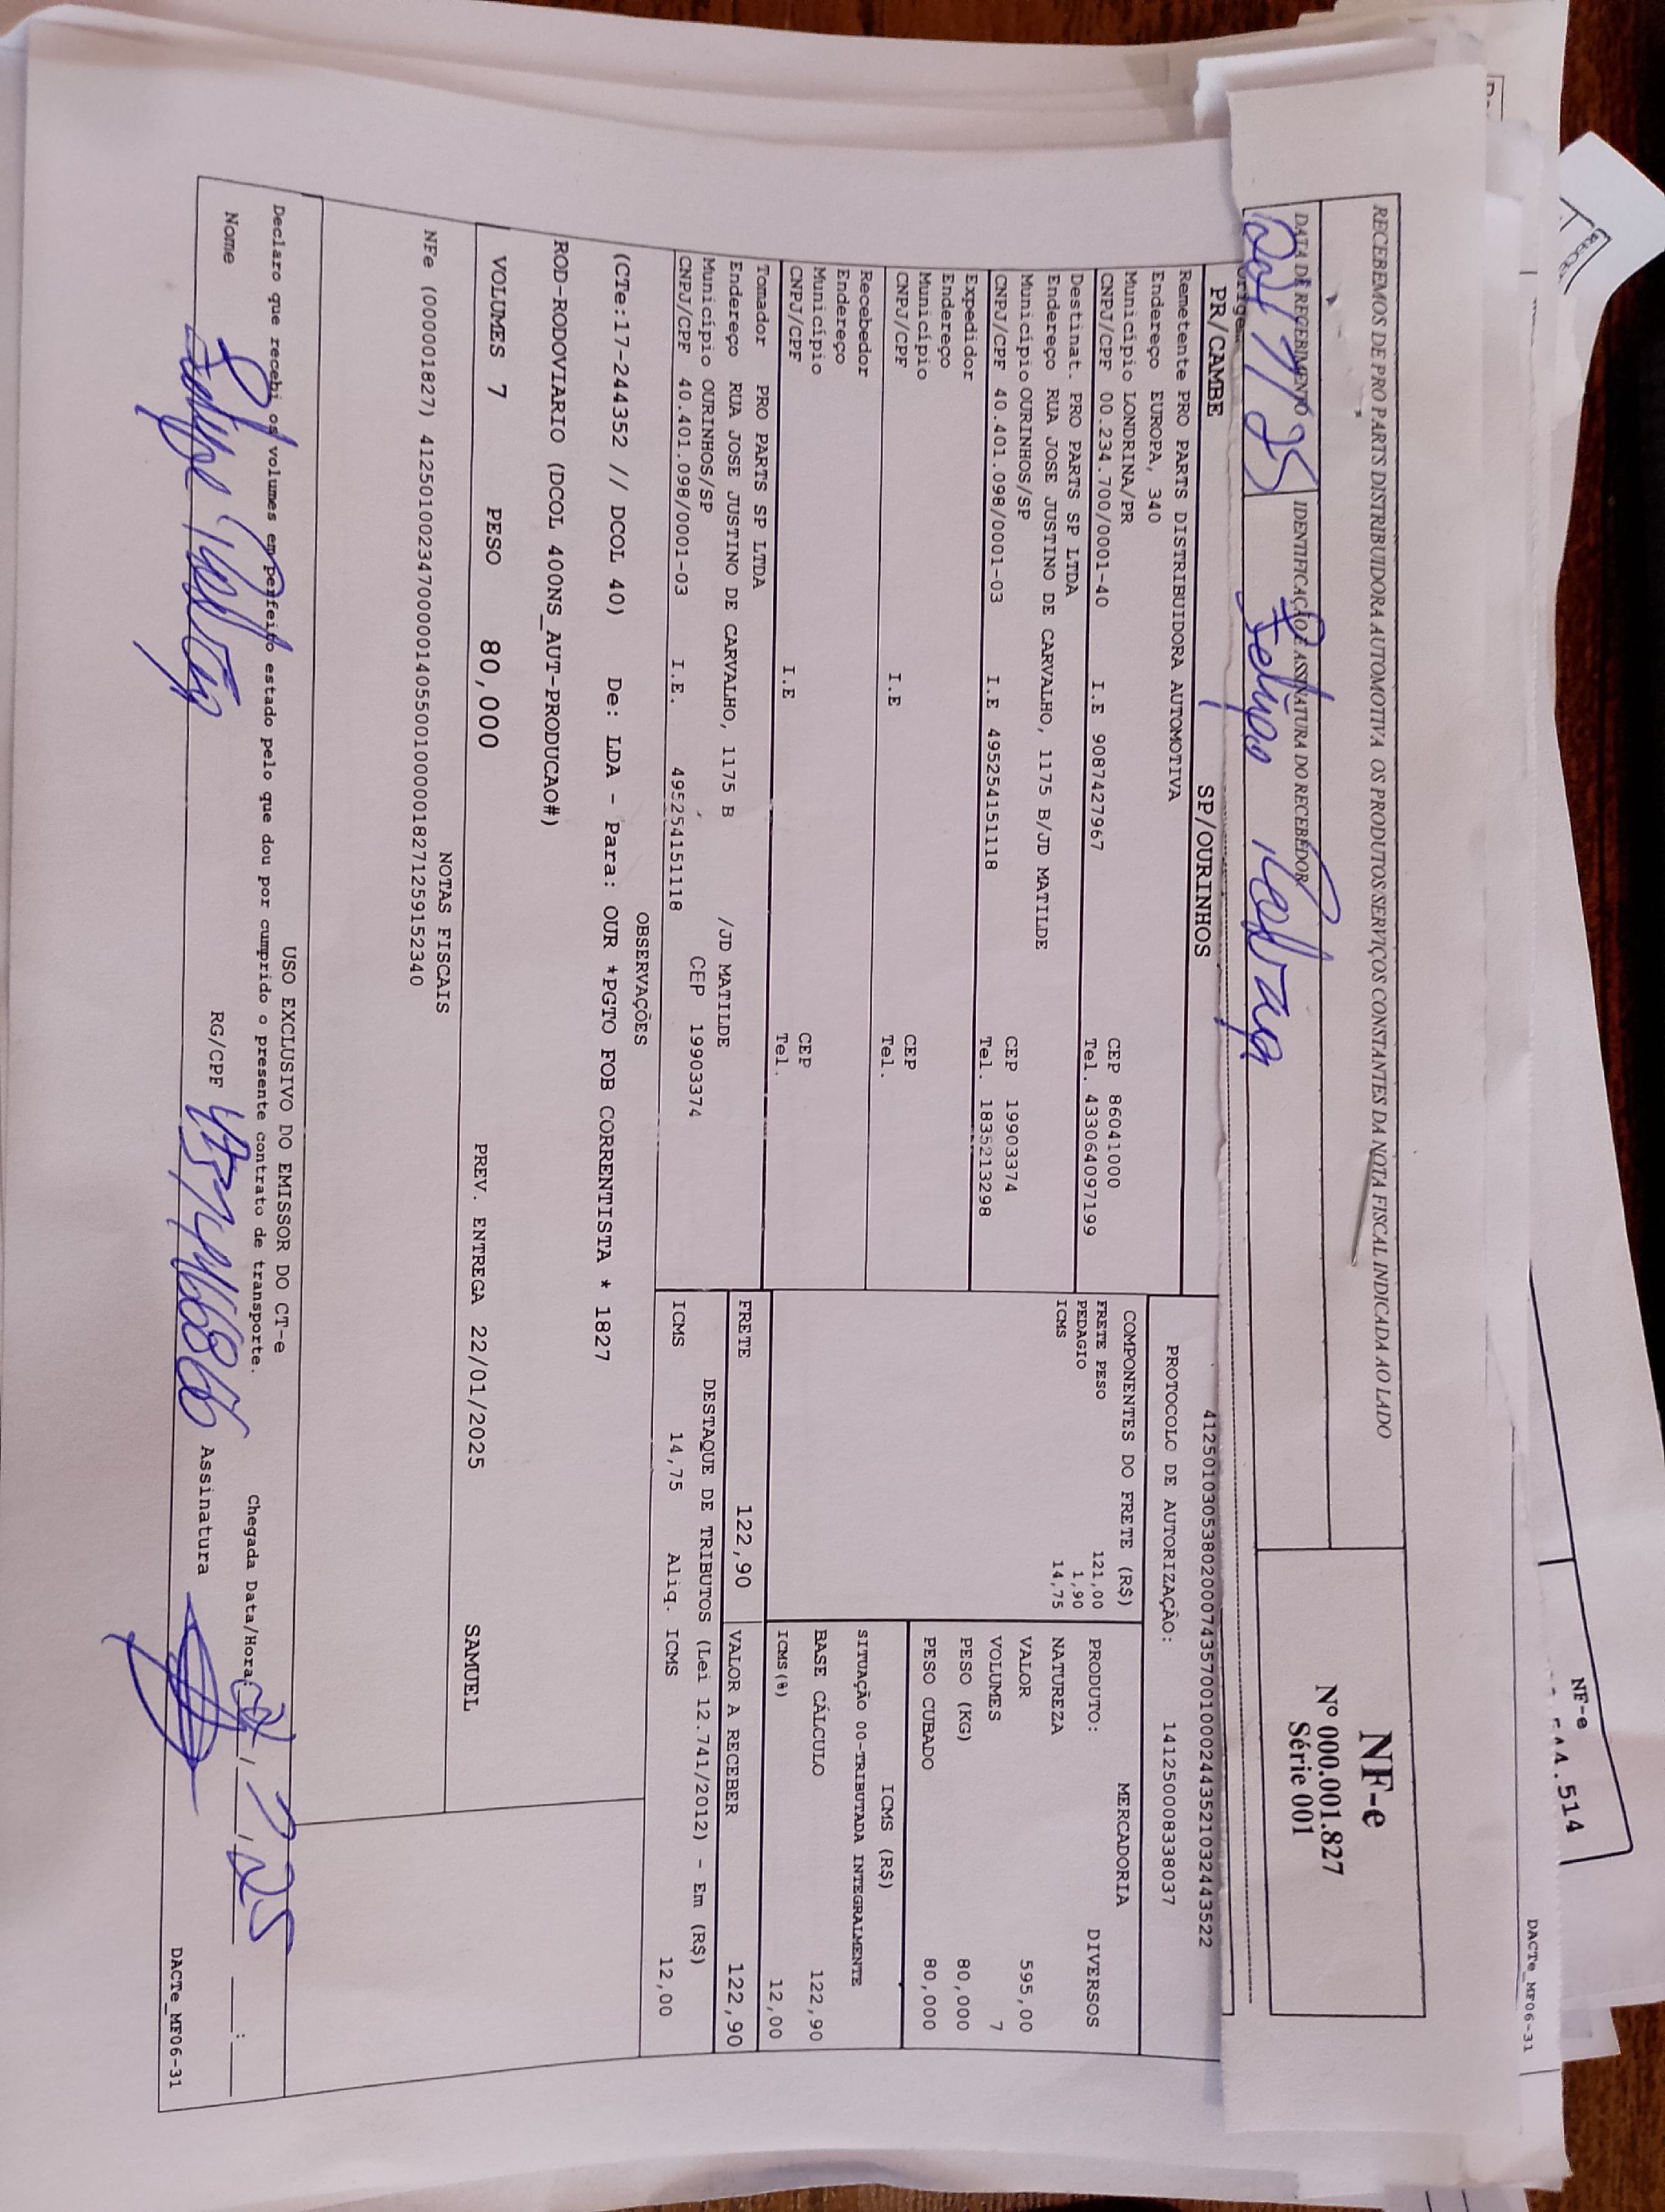 RECEBEMOS DE PRO PARTS DISTRIBUIDORA AUTOMOTIVA OS PRODUTOS/SERVIÇOS CONSTANTES DA NOTA FISCAL INDICADA AO LADO
DATA DE RECEBIMENTO
IDENTIFICAÇÃO E ASSINATURA DO RECEBEDOR
NF-e
Nº 000.001.827
Série 001
PR/CAMBE
SP/OURINHOS
41250103053802000743570010002443521032443522
PROTOCOLO DE AUTORIZAÇÃO: 141250008338037
Remetente PRO PARTS DISTRIBUIDORA AUTOMOTIVA
Endereço EUROPA, 340
Município LONDRINA/PR CEP 86041000
CNPJ/CPF 00.234.700/0001-40 I.E 9087427967 Tel. 433064097199
Destinat. PRO PARTS SP LTDA
Endereço RUA JOSE JUSTINO DE CARVALHO, 1175 B/JD MATILDE
Município OURINHOS/SP CEP 19903374
CNPJ/CPF 40.401.098/0001-03 I.E 495254151118 Tel. 1835213298
Expedidor
Endereço
Município CEP
CNPJ/CPF I.E Tel.
Recebedor
Endereço
Município CEP
CNPJ/CPF I.E Tel.
Tomador PRO PARTS SP LTDA
Endereço RUA JOSE JUSTINO DE CARVALHO, 1175 B /JD MATILDE
Município OURINHOS/SP CEP 19903374
CNPJ/CPF 40.401.098/0001-03 I.E. 495254151118
COMPONENTES DO FRETE (R$)
FRETE PESO 121,00
PEDAGIO 1,90
ICMS 14,75
MERCADORIA
PRODUTO: DIVERSOS
NATUREZA
VALOR 595,00
VOLUMES 7
PESO (KG) 80,000
PESO CUBADO 80,000
ICMS (R$)
SITUAÇÃO 00-TRIBUTADA INTEGRALMENTE
BASE CÁLCULO 122,90
ICMS(%) 12,00
FRETE 122,90
VALOR A RECEBER 122,90
DESTAQUE DE TRIBUTOS (Lei 12.741/2012) - Em (R$)
ICMS 14,75 Aliq. ICMS 12,00
OBSERVAÇÕES
(CTe:17-244352 // DCOL 40) De: LDA - Para: OUR *PGTO FOB CORRENTISTA * 1827
ROD-RODOVIARIO (DCOL 40ONS_AUT-PRODUCAO#)
VOLUMES 7 PESO 80,000 PREV. ENTREGA 22/01/2025 SAMUEL
NOTAS FISCAIS
NFe (000001827) 41250100234700000140550010000018271259152340
USO EXCLUSIVO DO EMISSOR DO CT-e
Declaro que recebi os volumes em perfeito estado pelo que dou por cumprido o presente contrato de transporte.
Chegada Data/Hora:
Nome
RG/CPF
Assinatura
DACTe_MF06-31
NF-e
514
DACTe_MF06-31